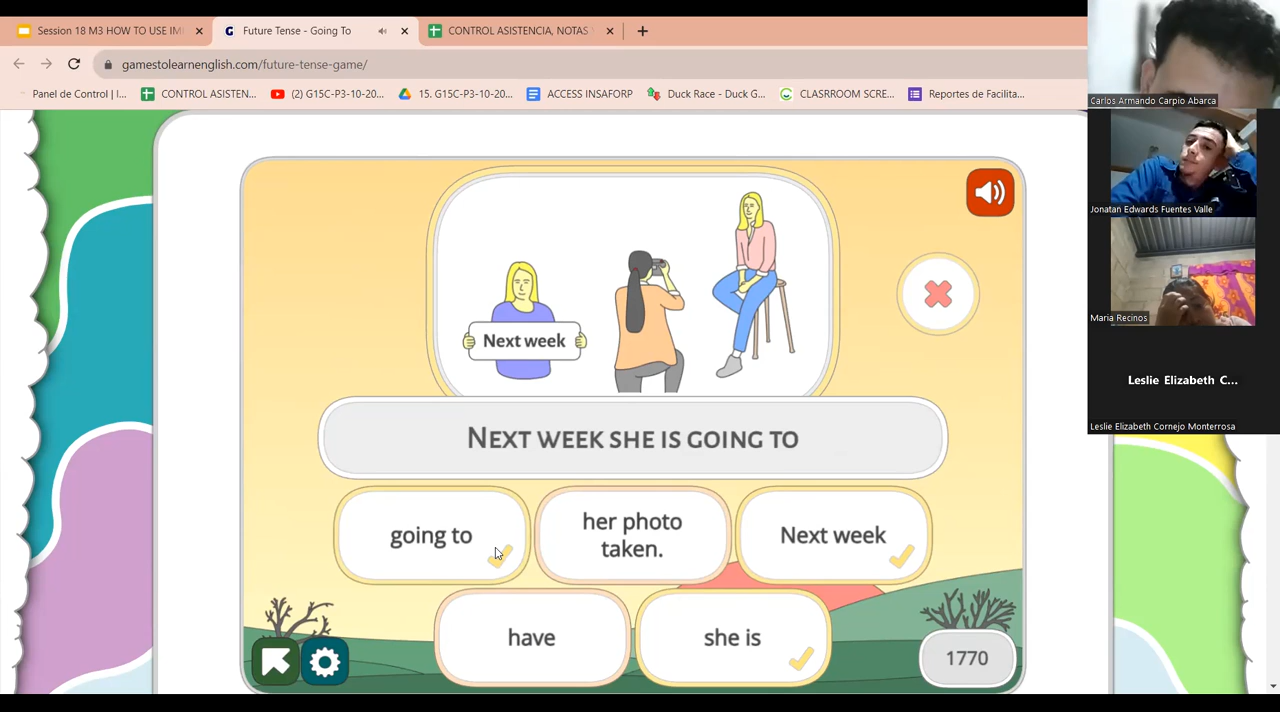 Session 18 M3 HOW TO USE IM
Future Tense - Going To
CONTROL ASISTENCIA, NOTAS
gamestolearnenglish.com/future-tense-game/
Panel de Control | I...
CONTROL ASISTEN...
(2) G15C-P3-10-20...
15. G15C-P3-10-20...
ACCESS INSAFORP
Duck Race - Duck G...
CLASRROOM SCRE...
Reportes de Facilita...
Carlos Armando Carpio Abarca
Jonatan Edwards Fuentes Valle
Maria Recinos
Leslie Elizabeth C...
Leslie Elizabeth Cornejo Monterrosa
Next week
NEXT WEEK SHE IS GOING TO
going to
her photo
taken.
Next week
have
she is
1770